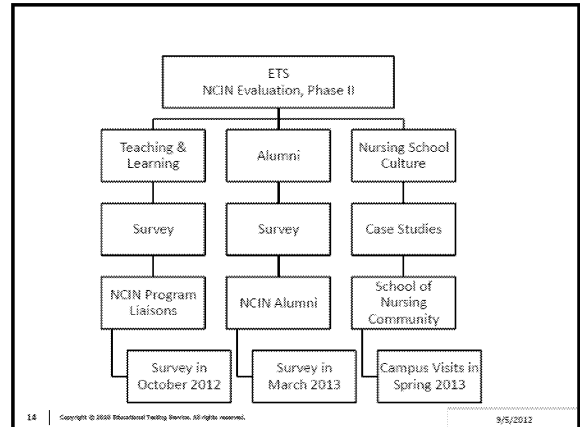 ETS
NCIN Evaluation, Phase II
Teaching &
Learning
Alumni
Nursing School
Culture
Survey
Survey
Case Studies
NCIN Program
Liaisons
NCIN Alumni
School of
Nursing
Community
Survey in
October 2012
Survey in
March 2013
Campus Visits in
Spring 2013
14
Copyright © 2010 Educational Testing Service. All rights reserved.
9/5/2012